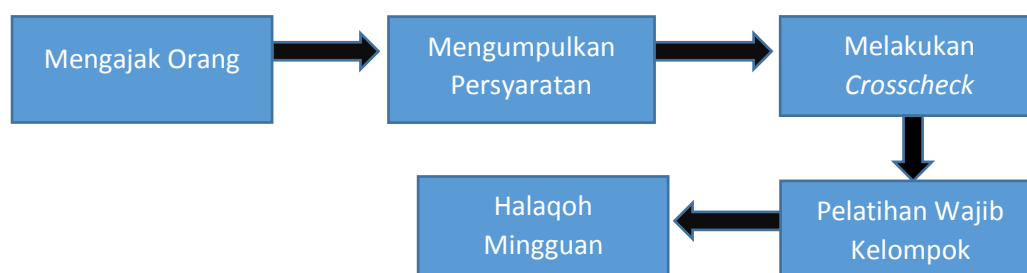 Mengajak Orang
Mengumpulkan
Persyaratan
Melakukan
Crosscheck
Pelatihan Wajib
Kelompok
Halaqoh
Mingguan